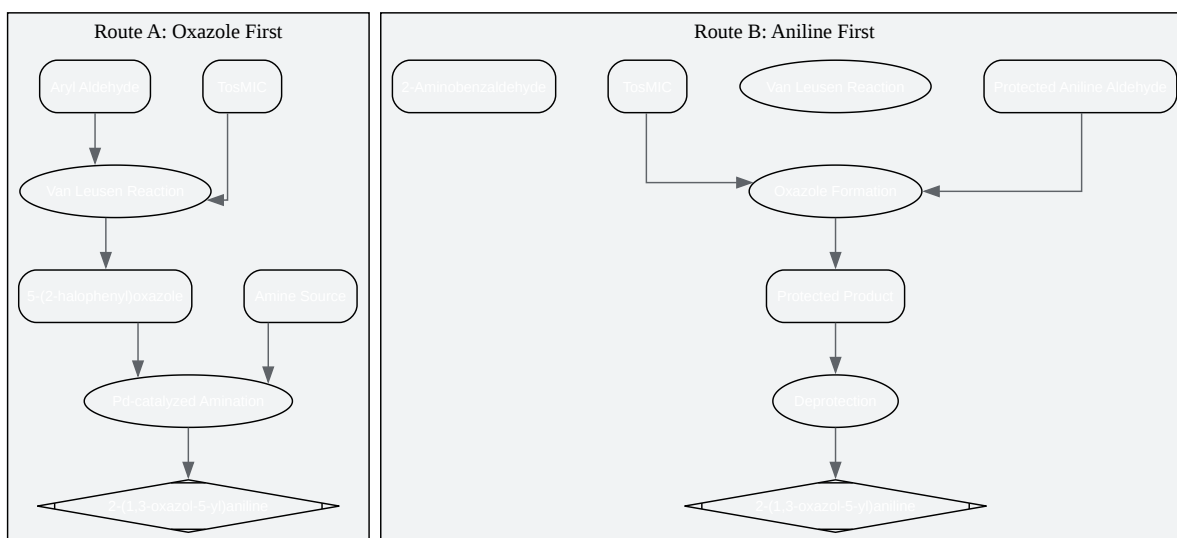 Route A: Oxazole First
Aryl Aldehyde
TosMIC
Van Leusen Reaction
5-(2-halophenyl)oxazole
Amine Source
Pd-catalyzed Amination
2-(1,3-oxazol-5-yl)aniline
Route B: Aniline First
2-Aminobenzaldehyde
TosMIC
Van Leusen Reaction
Protected Aniline Aldehyde
Oxazole Formation
Protected Product
Deprotection
2-(1,3-oxazol-5-yl)aniline